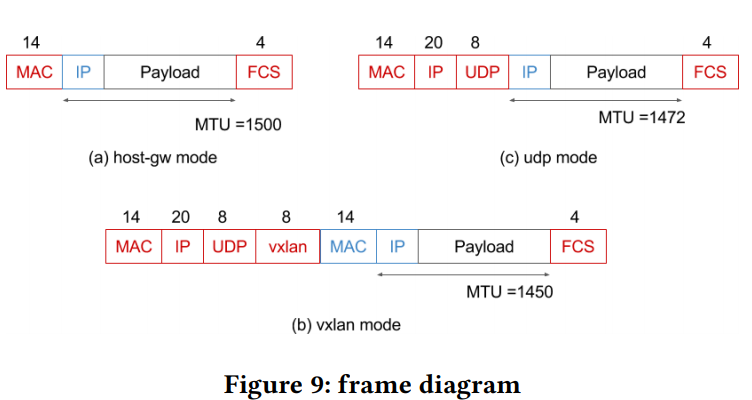 14 4
MAC IP Payload FCS
MTU =1500
(a) host-gw mode
14 20 8 4
MAC IP UDP IP Payload FCS
MTU =1472
(c) udp mode
14 20 8 8 14 4
MAC IP UDP vxlan MAC IP Payload FCS
MTU =1450
(b) vxlan mode
Figure 9: frame diagram